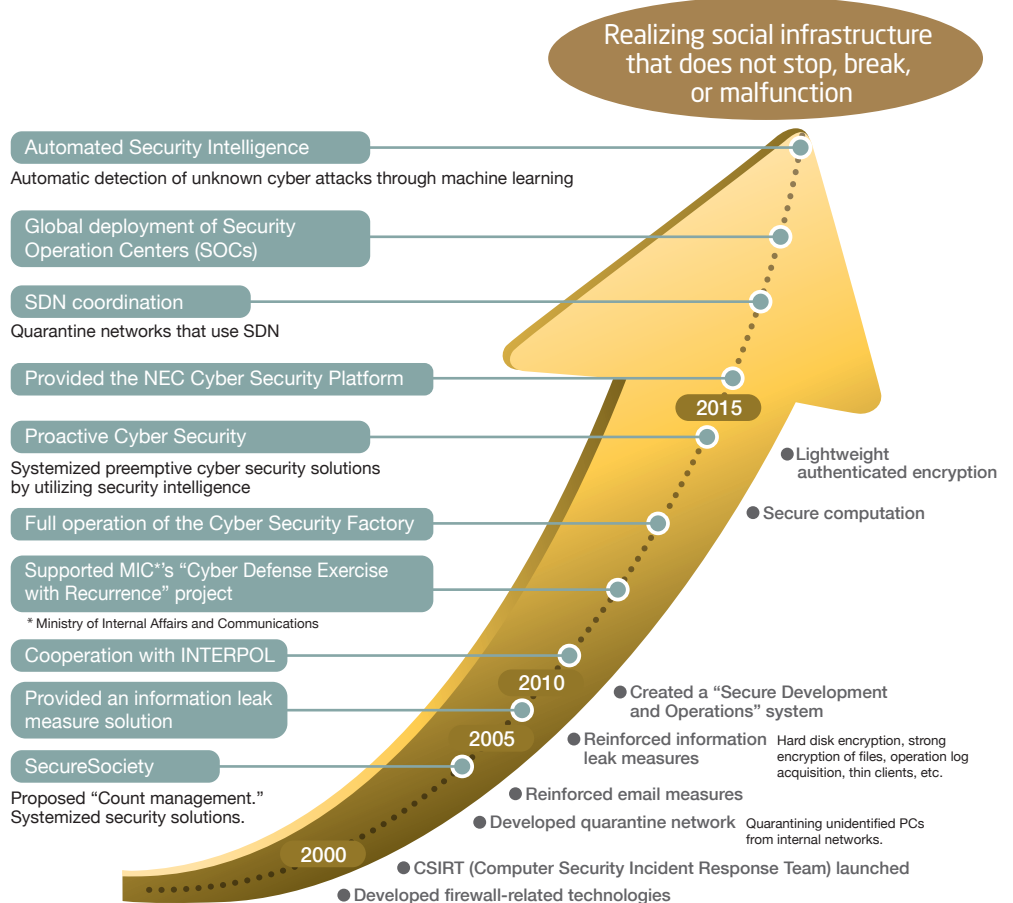 Realizing social infrastructure
that does not stop, break,
or malfunction
Automated Security Intelligence
Automatic detection of unknown cyber attacks through machine learning
Global deployment of Security
Operation Centers (SOCs)
SDN coordination
Quarantine networks that use SDN
Provided the NEC Cyber Security Platform
2015
Proactive Cyber Security
Systemized preemptive cyber security solutions
by utilizing security intelligence
● Lightweight
authenticated encryption
● Secure computation
Full operation of the Cyber Security Factory
Supported MIC*'s “Cyber Defense Exercise
with Recurrence” project
* Ministry of Internal Affairs and Communications
Cooperation with INTERPOL
2010
Provided an information leak
measure solution
● Created a “Secure Development
and Operations” system
2005
● Reinforced information
leak measures
Hard disk encryption, strong
encryption of files, operation log
acquisition, thin clients, etc.
SecureSociety
Proposed “Count management.”
Systemized security solutions.
● Reinforced email measures
● Developed quarantine network
Quarantining unidentified PCs
from internal networks.
2000
● CSIRT (Computer Security Incident Response Team) launched
● Developed firewall-related technologies